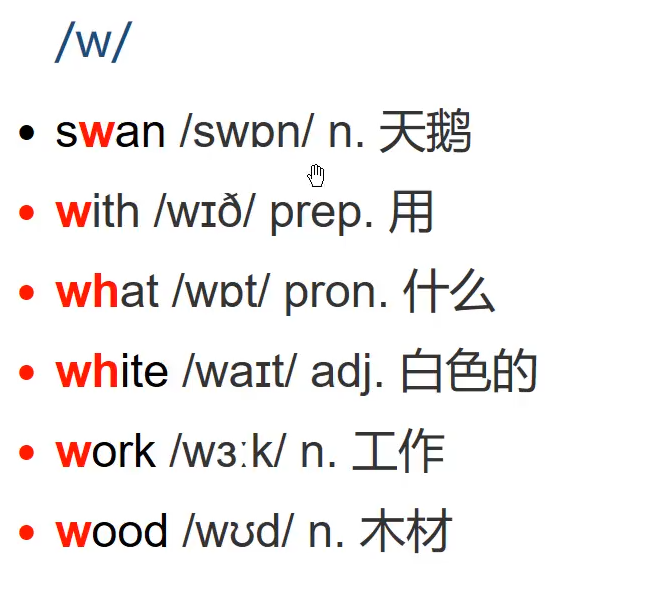 /w/
• swan /swɒn/ n. 天鹅
• with /wɪð/ prep. 用
• what /wɒt/ pron. 什么
• white /waɪt/ adj. 白色的
• work /wɜːk/ n. 工作
• wood /wʊd/ n. 木材